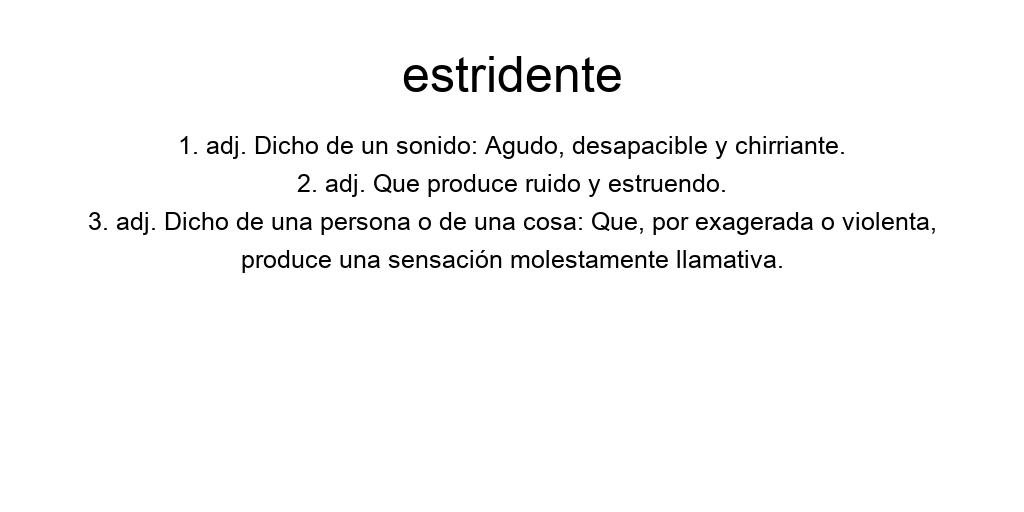 estridente
1. adj. Dicho de un sonido: Agudo, desapacible y chirriante.
2. adj. Que produce ruido y estruendo.
3. adj. Dicho de una persona o de una cosa: Que, por exagerada o violenta,
produce una sensación molestamente llamativa.